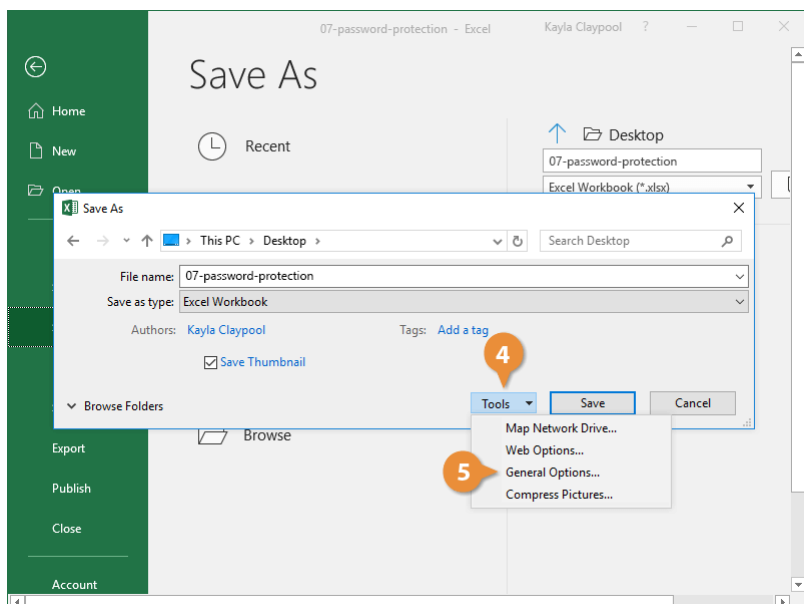 07-password-protection - Excel Kayla Claypool ?
Save As
Home
New
Open
Recent
Desktop
07-password-protection
Excel Workbook (*.xlsx)
Save As
This PC > Desktop >
Search Desktop
File name: 07-password-protection
Save as type: Excel Workbook
Authors: Kayla Claypool Tags: Add a tag
Save Thumbnail
4
Browse Folders Tools Save Cancel
Map Network Drive...
Web Options...
5 General Options...
Compress Pictures...
Browse
Export
Publish
Close
Account